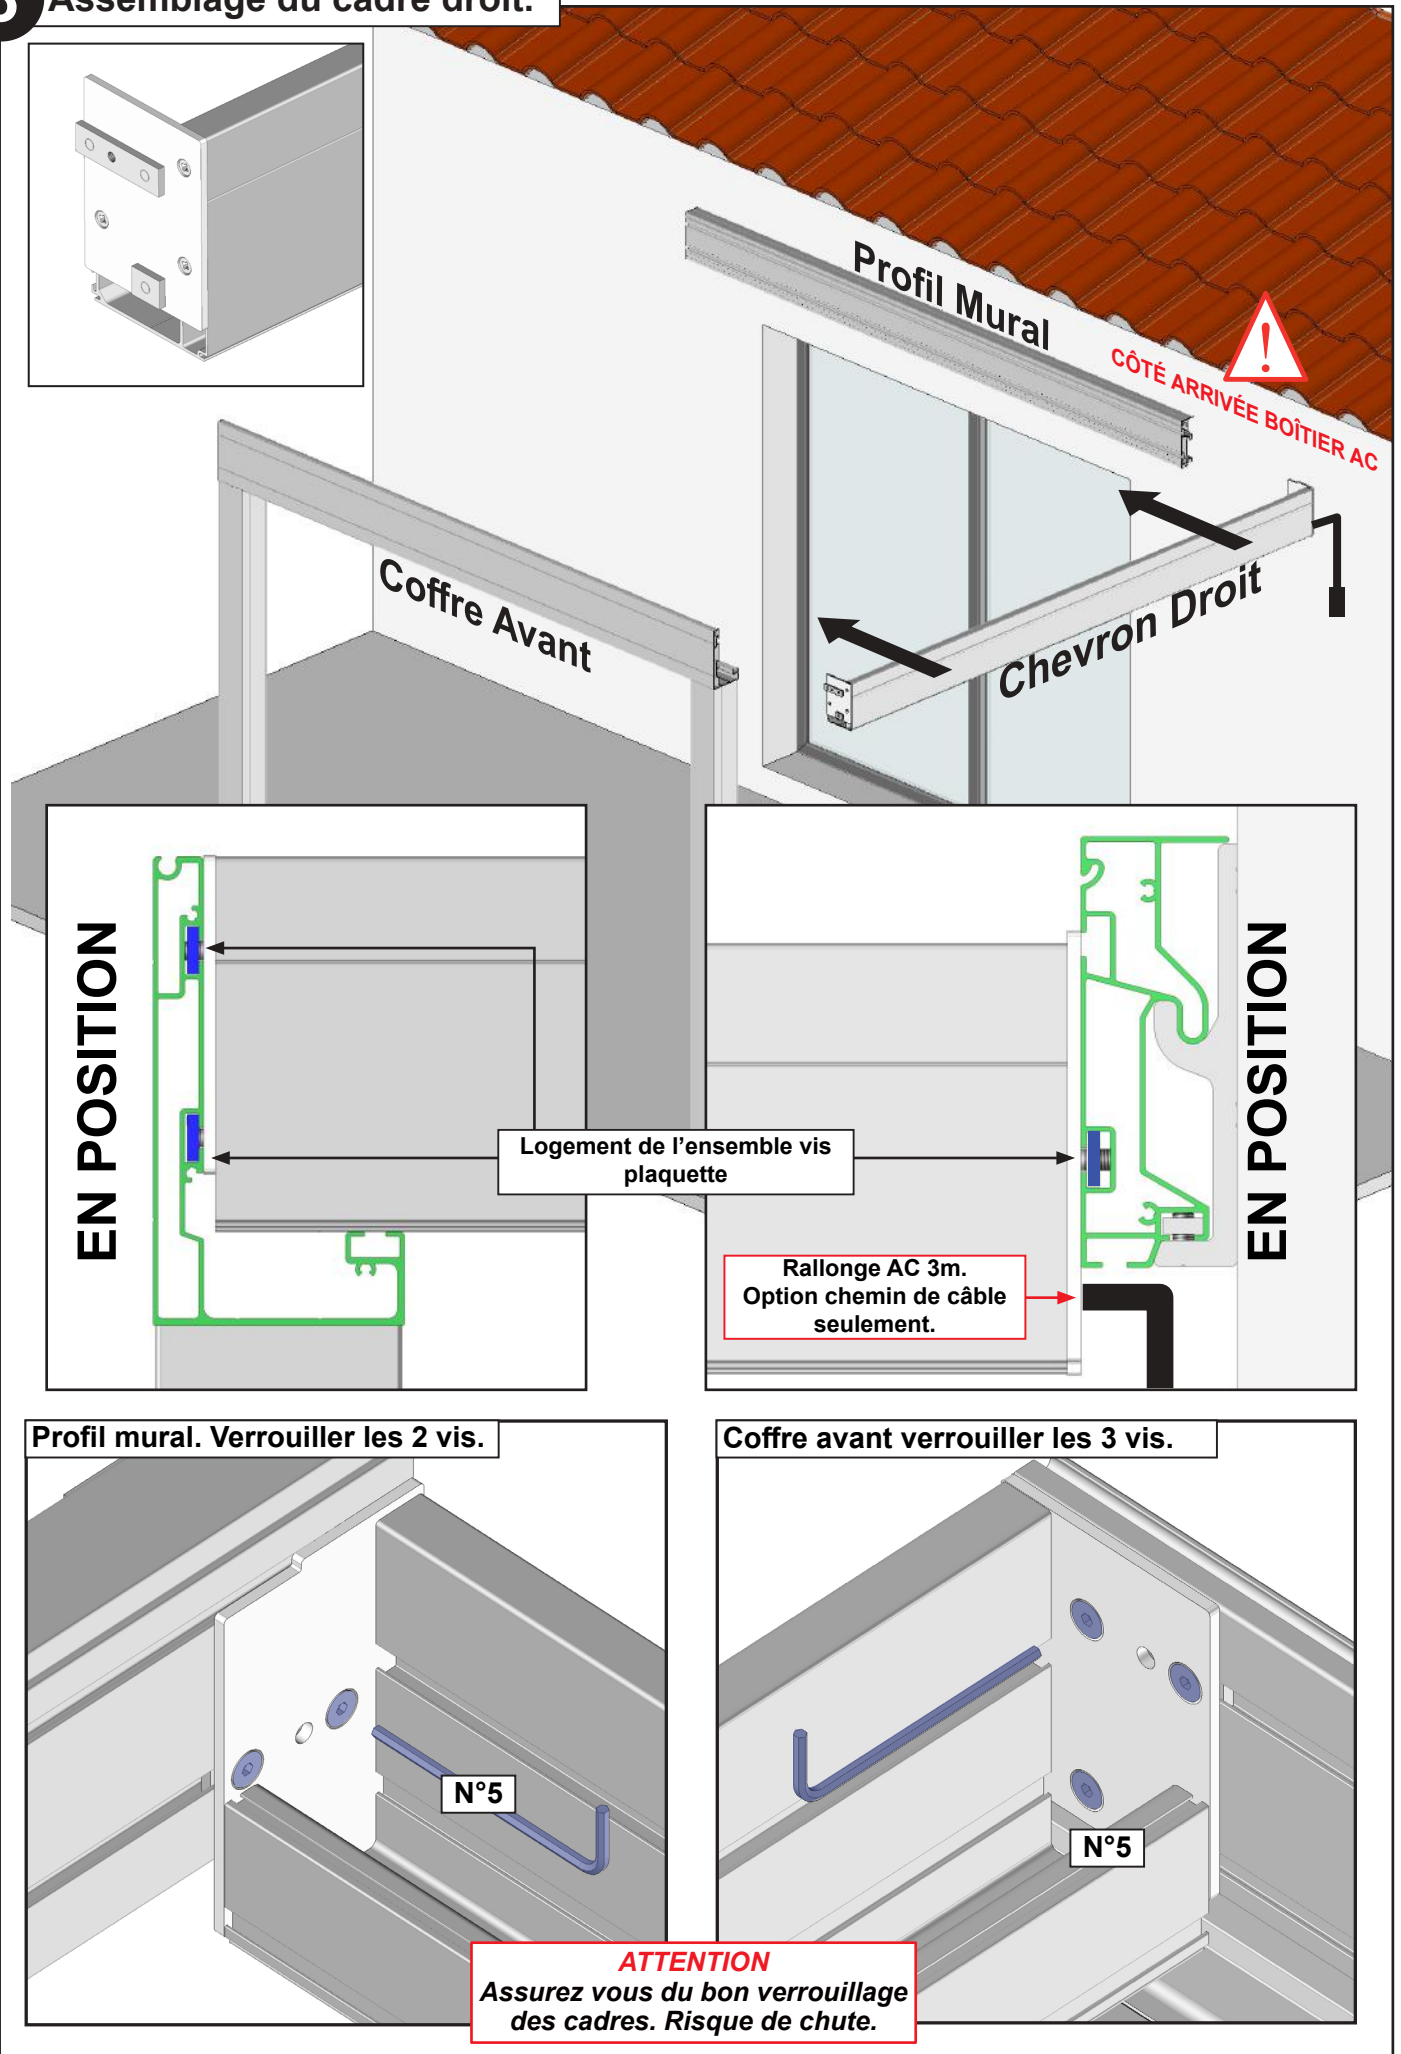 Assemblage du cadre droit.
Profil Mural
CÔTÉ ARRIVÉE BOÎTIER AC
Coffre Avant
Chevron Droit
EN POSITION
EN POSITION
Logement de l’ensemble vis
plaquette
Rallonge AC 3m.
Option chemin de câble
seulement.
Profil mural. Verrouiller les 2 vis.
Coffre avant verrouiller les 3 vis.
N°5
N°5
ATTENTION
Assurez vous du bon verrouillage
des cadres. Risque de chute.